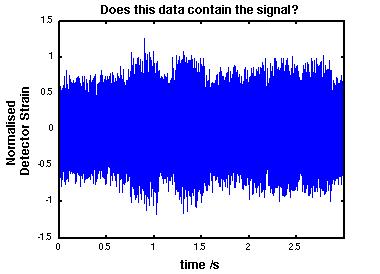 Does this data contain the signal?
1.5
1
0.5
0
-0.5
-1
-1.5
Normalised
Detector Strain
0 0.5 1 1.5 2 2.5
time /s